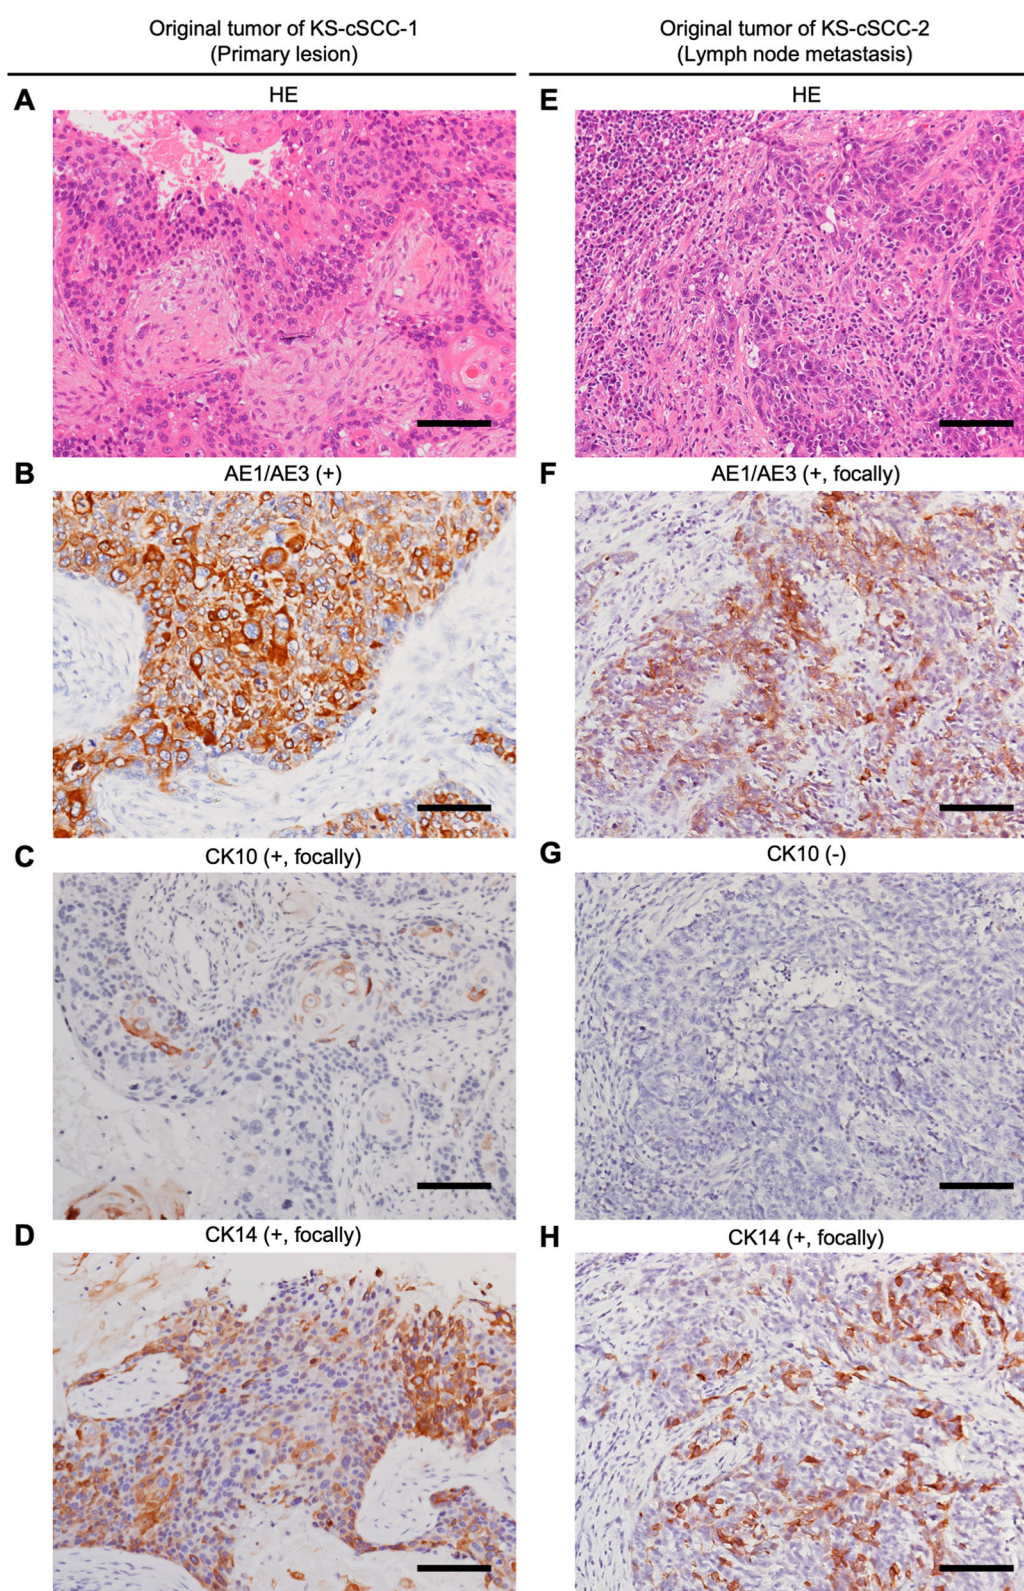 Original tumor of KS-cSCC-1
(Primary lesion)
Original tumor of KS-cSCC-2
(Lymph node metastasis)
A
HE
E
HE
B
AE1/AE3 (+)
F
AE1/AE3 (+, focally)
C
CK10 (+, focally)
G
CK10 (-)
D
CK14 (+, focally)
H
CK14 (+, focally)